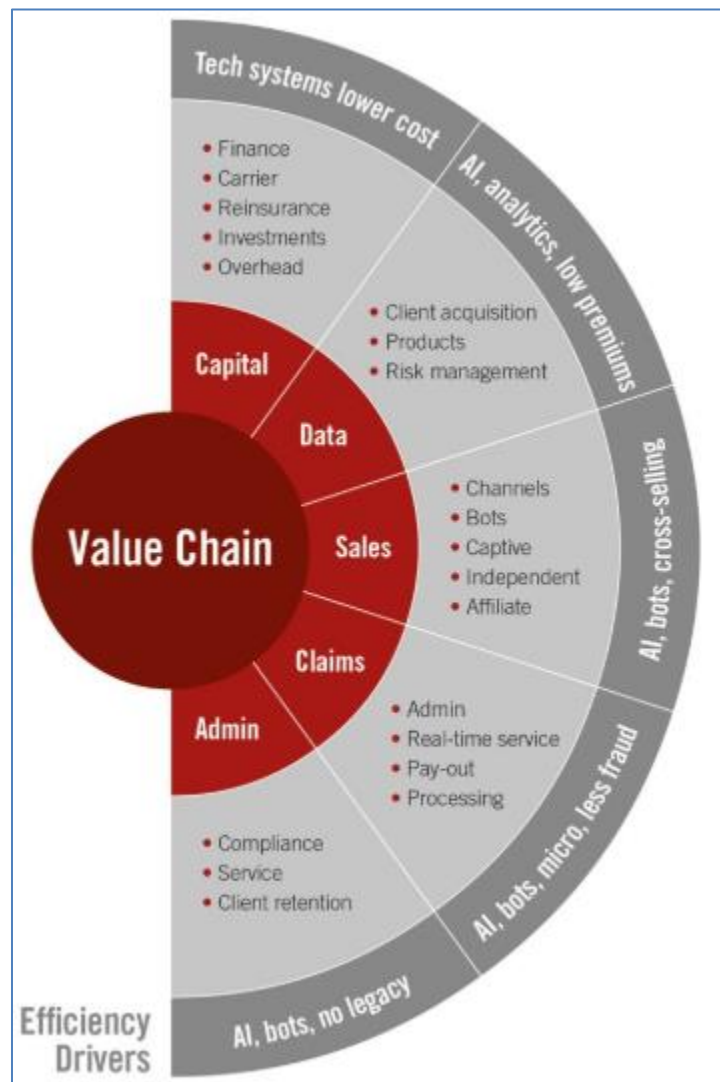 Tech systems lower cost
• Finance
• Carrier
• Reinsurance
• Investments
• Overhead
Capital
AI, analytics, low premiums
• Client acquisition
• Products
• Risk management
Data
AI, bots, cross-selling
• Channels
• Bots
• Captive
• Independent
• Affiliate
Sales
Value Chain
AI, bots, micro, less fraud
• Admin
• Real-time service
• Pay-out
• Processing
Claims
Admin
• Compliance
• Service
• Client retention
AI, bots, no legacy
Efficiency
Drivers